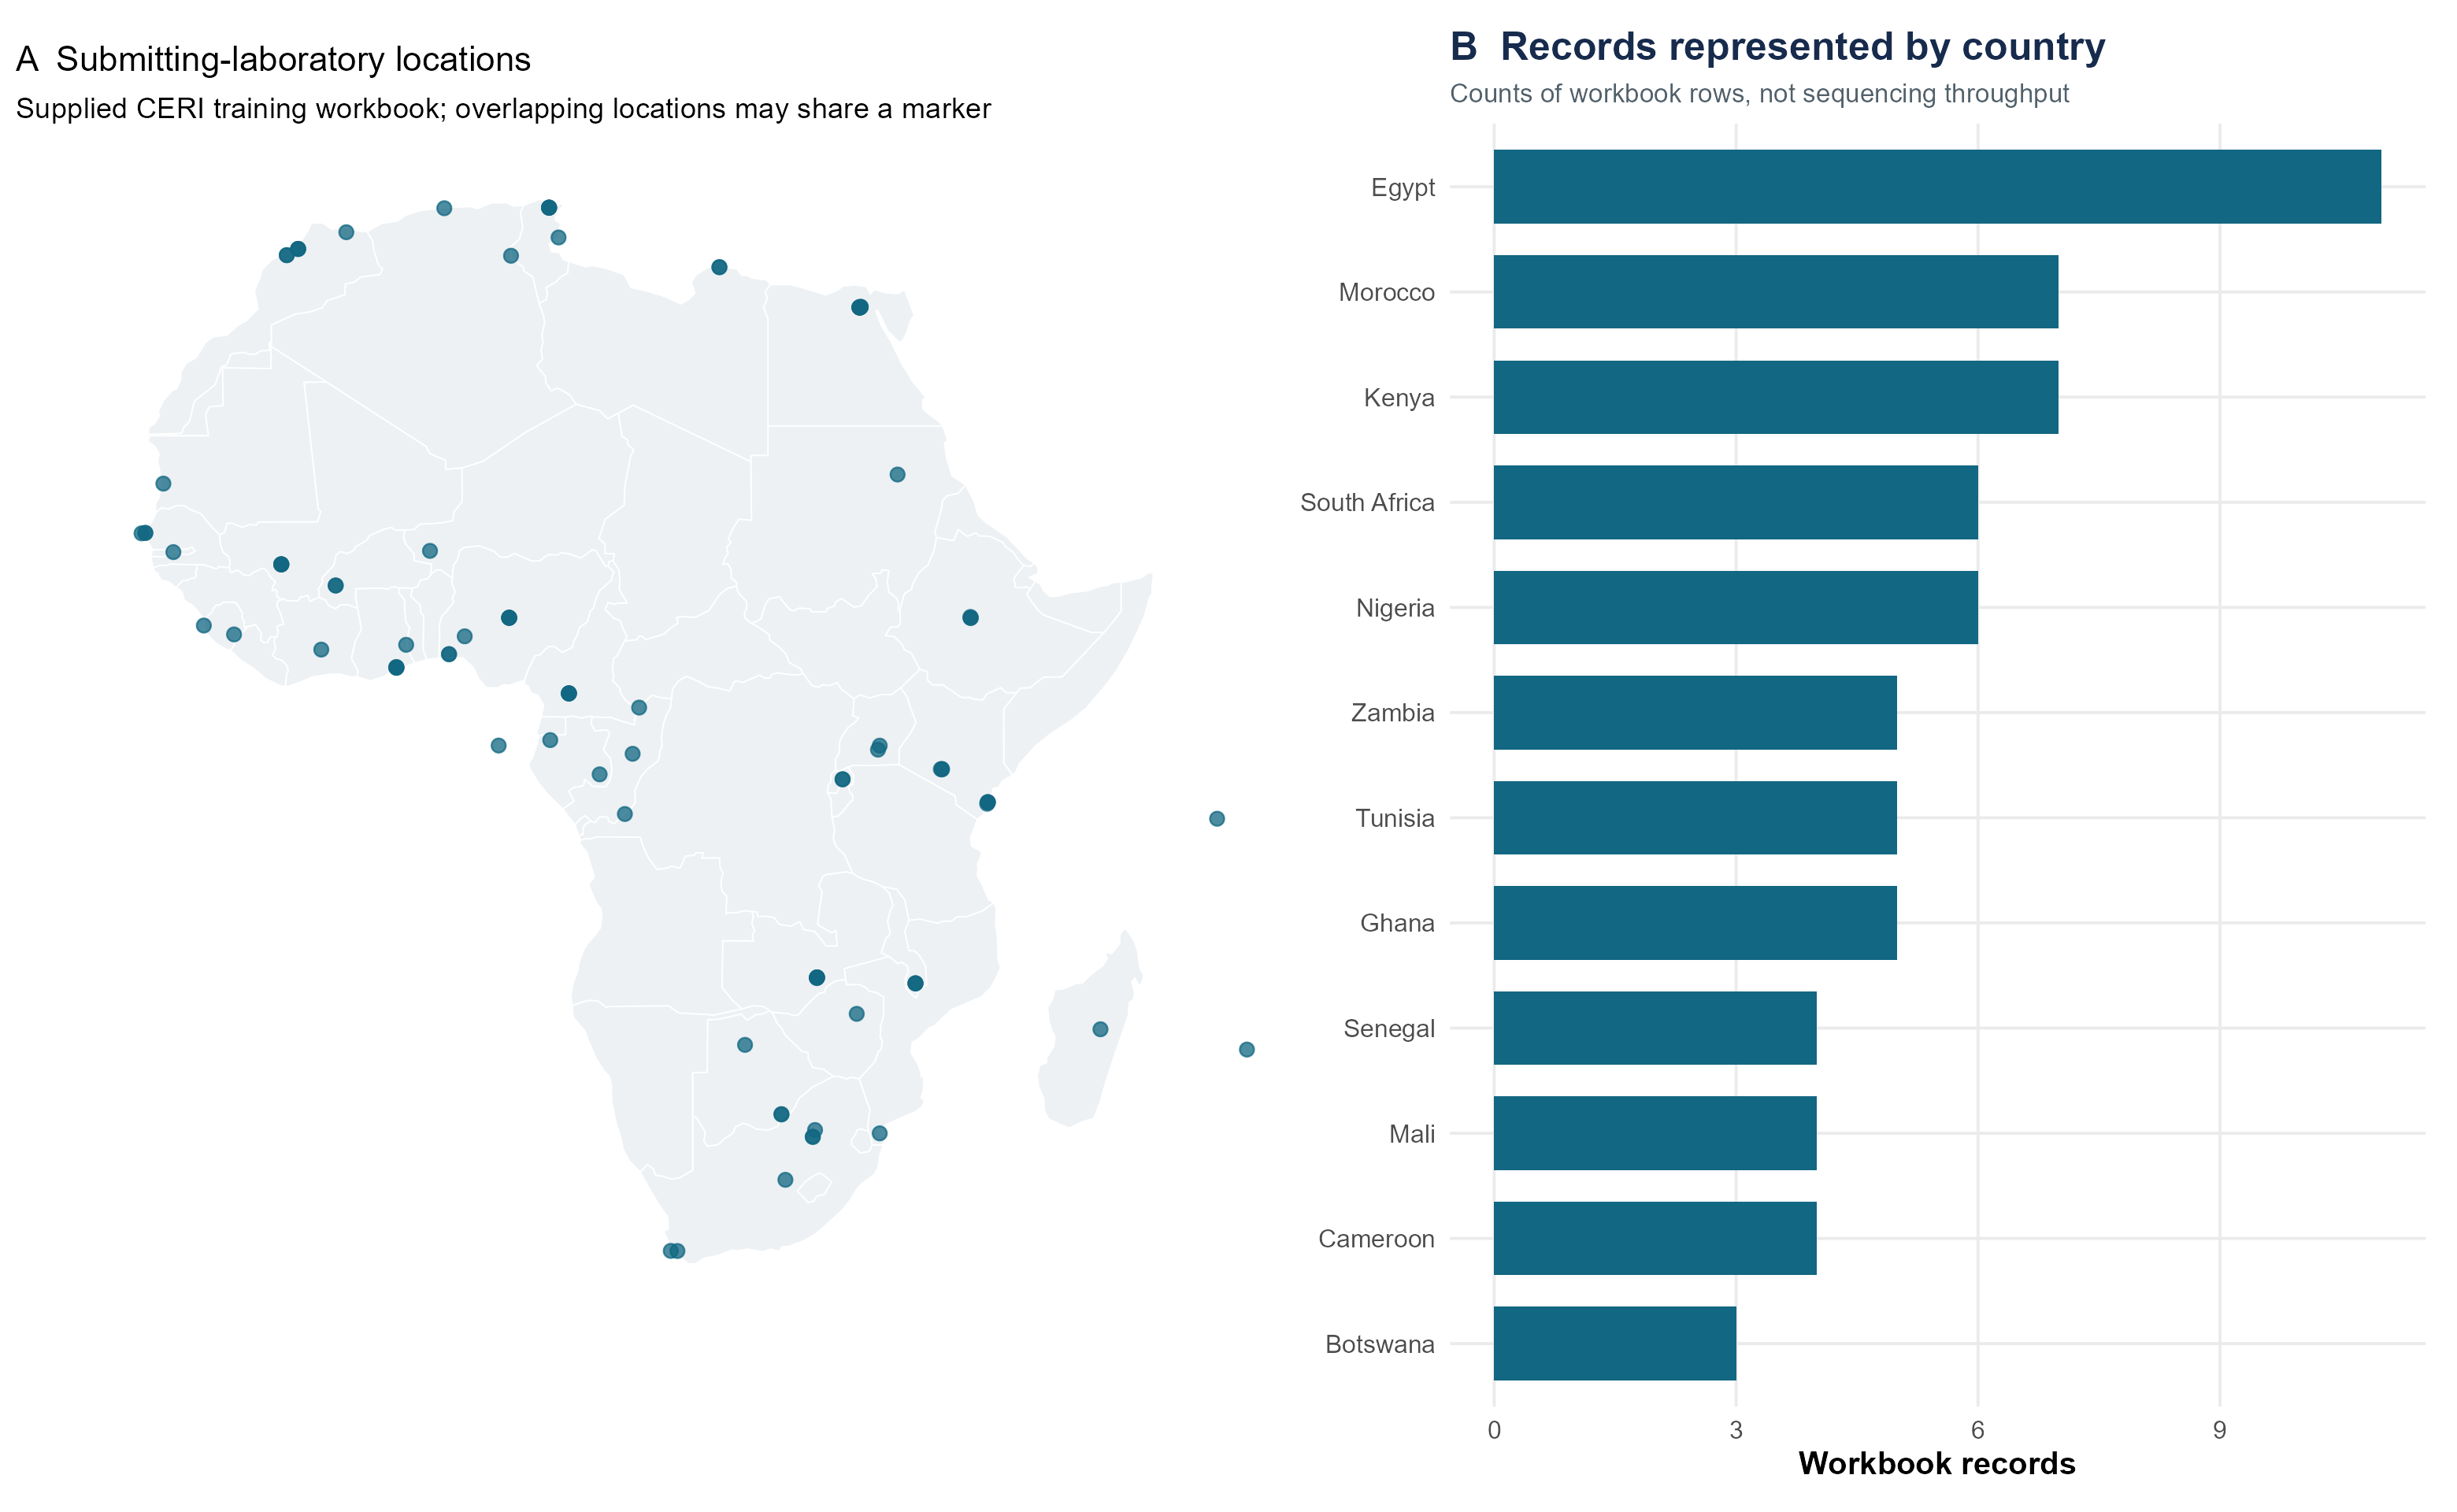 A  Submitting-laboratory locations
Supplied CERI training workbook; overlapping locations may share a marker
B  Records represented by country
Counts of workbook rows, not sequencing throughput
Egypt
Morocco
Kenya
South Africa
Nigeria
Zambia
Tunisia
Ghana
Senegal
Mali
Cameroon
Botswana
0 3 6 9
Workbook records